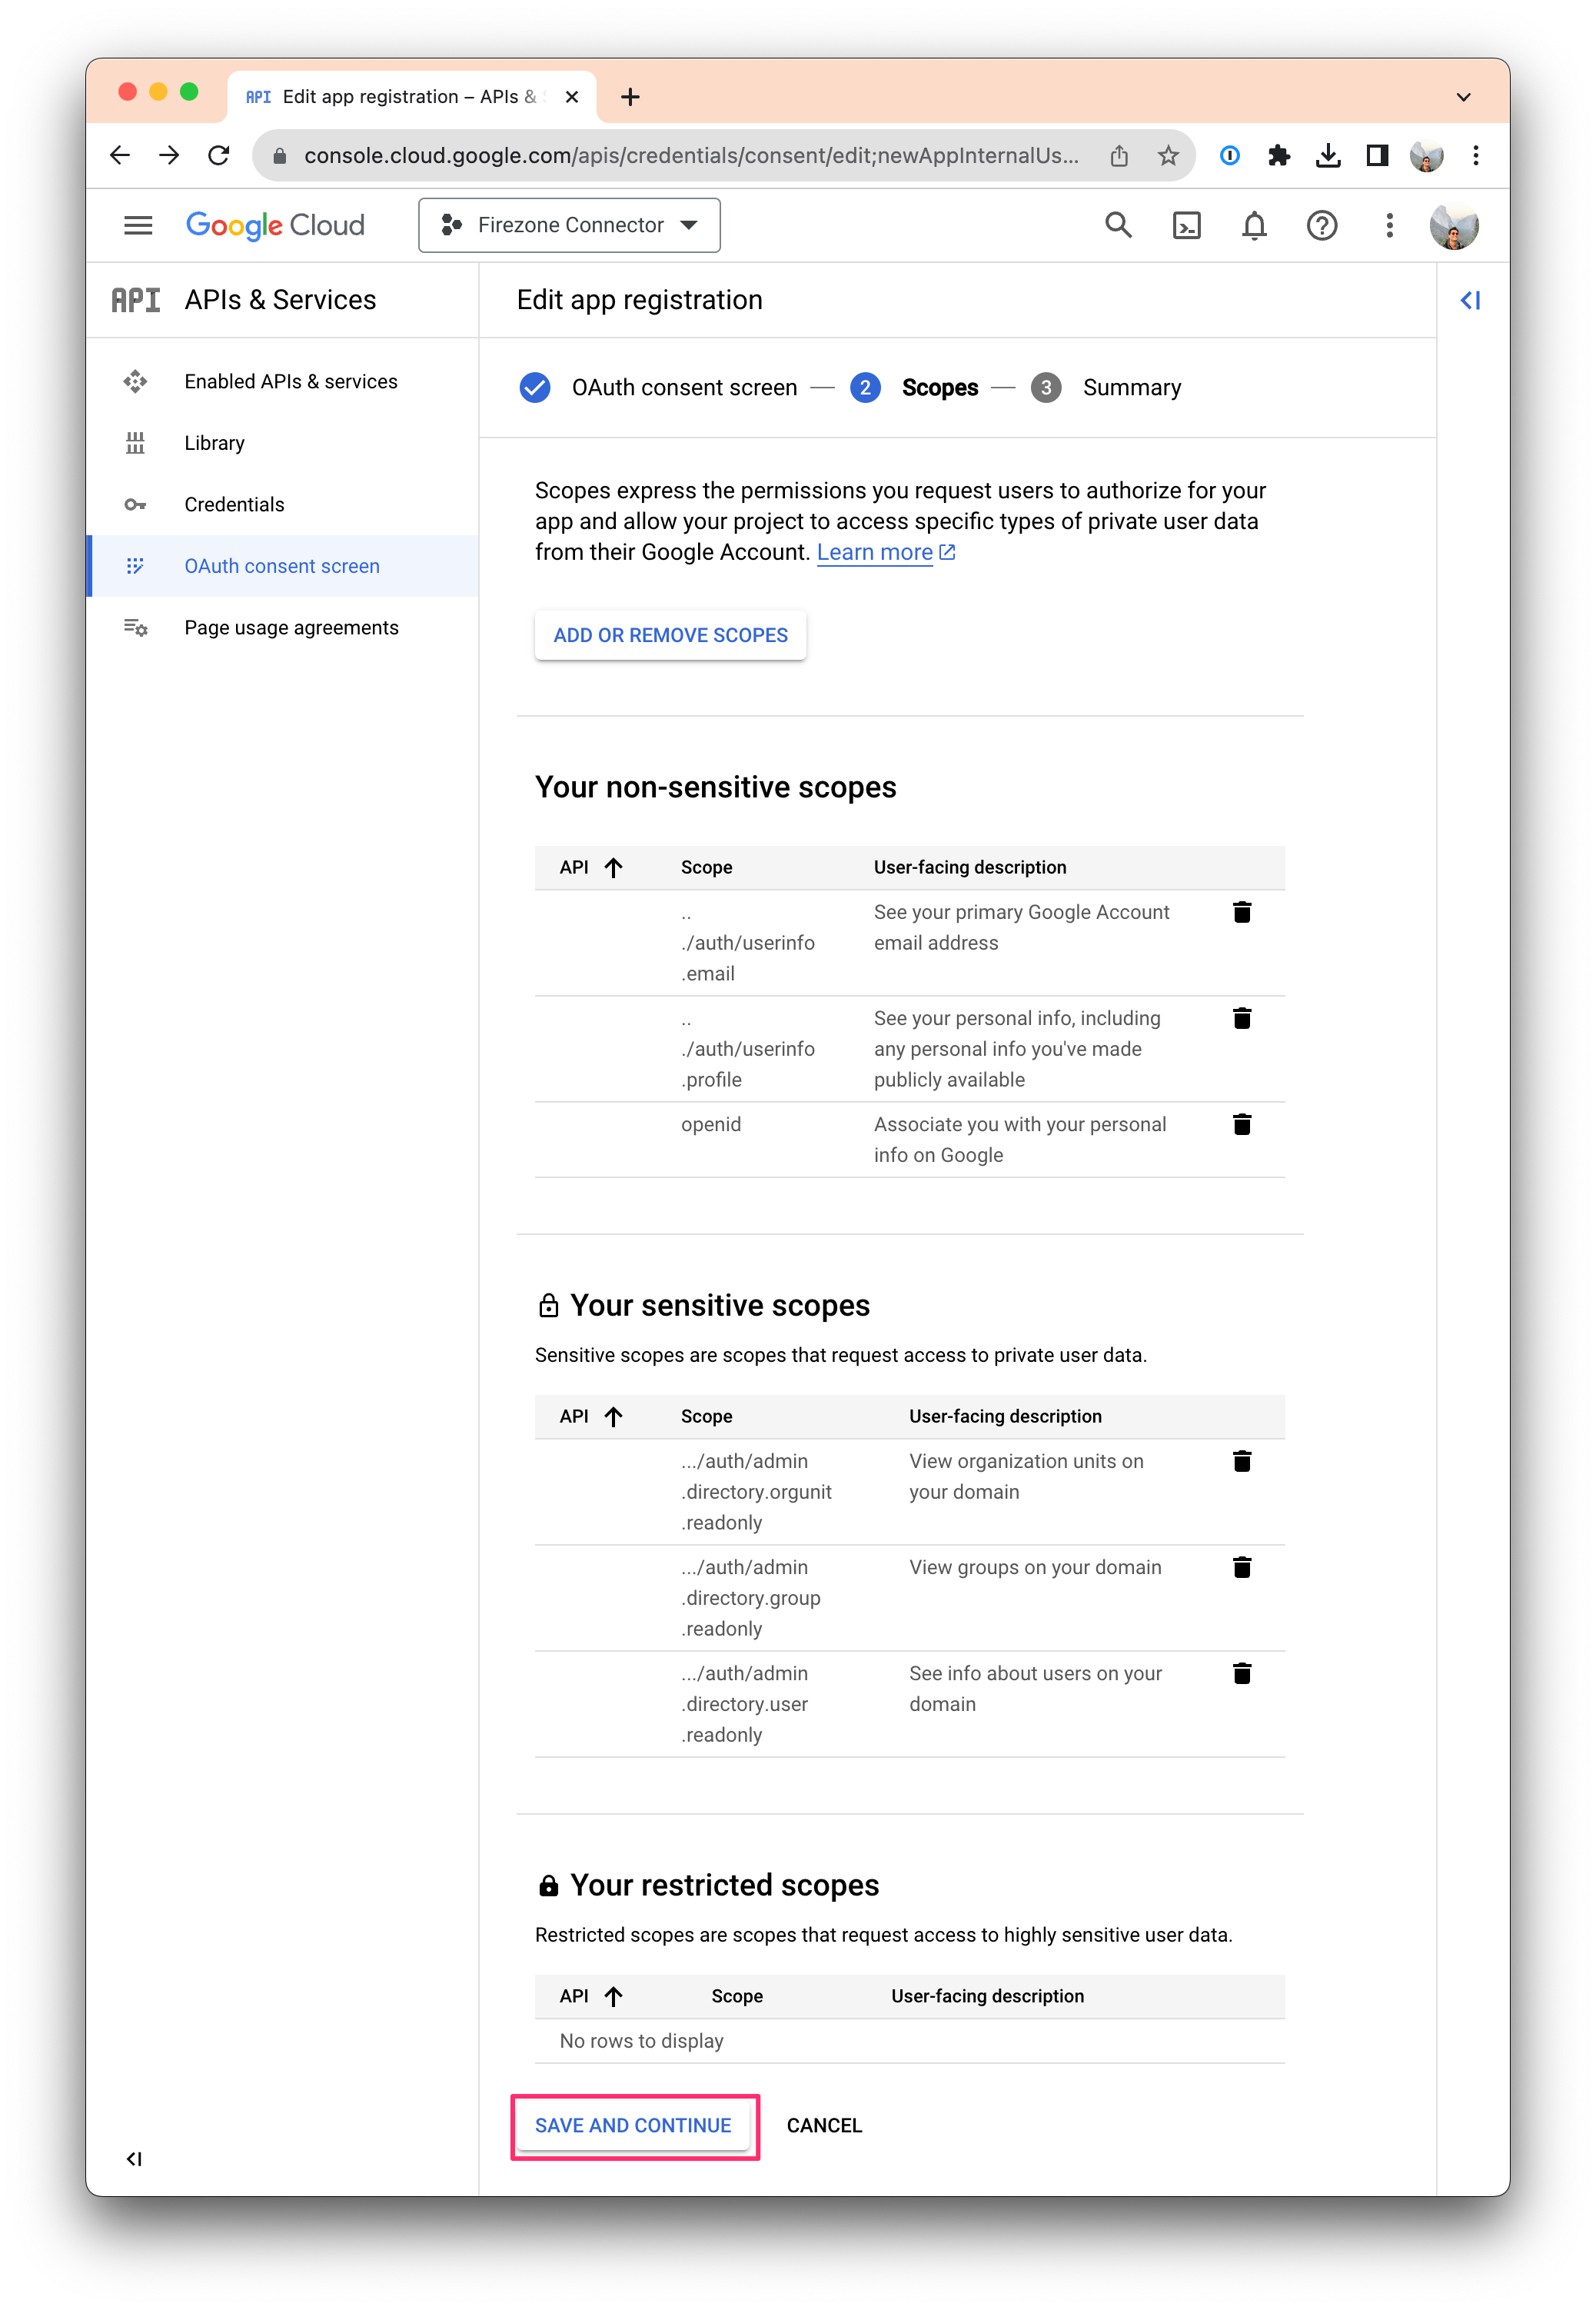 API Edit app registration – APIs &
console.cloud.google.com/apis/credentials/consent/edit;newAppInternalUs...
Google Cloud
Firezone Connector
API APIs & Services
Enabled APIs & services
Library
Credentials
OAuth consent screen
Page usage agreements
Edit app registration
OAuth consent screen — 2 Scopes — 3 Summary
Scopes express the permissions you request users to authorize for your
app and allow your project to access specific types of private user data
from their Google Account. Learn more
ADD OR REMOVE SCOPES
Your non-sensitive scopes
API Scope User-facing description
..
./auth/userinfo
.email
See your primary Google Account
email address
..
./auth/userinfo
.profile
See your personal info, including
any personal info you've made
publicly available
openid
Associate you with your personal
info on Google
Your sensitive scopes
Sensitive scopes are scopes that request access to private user data.
API Scope User-facing description
.../auth/admin
.directory.orgunit
.readonly
View organization units on
your domain
.../auth/admin
.directory.group
.readonly
View groups on your domain
.../auth/admin
.directory.user
.readonly
See info about users on your
domain
Your restricted scopes
Restricted scopes are scopes that request access to highly sensitive user data.
API Scope User-facing description
No rows to display
SAVE AND CONTINUE CANCEL